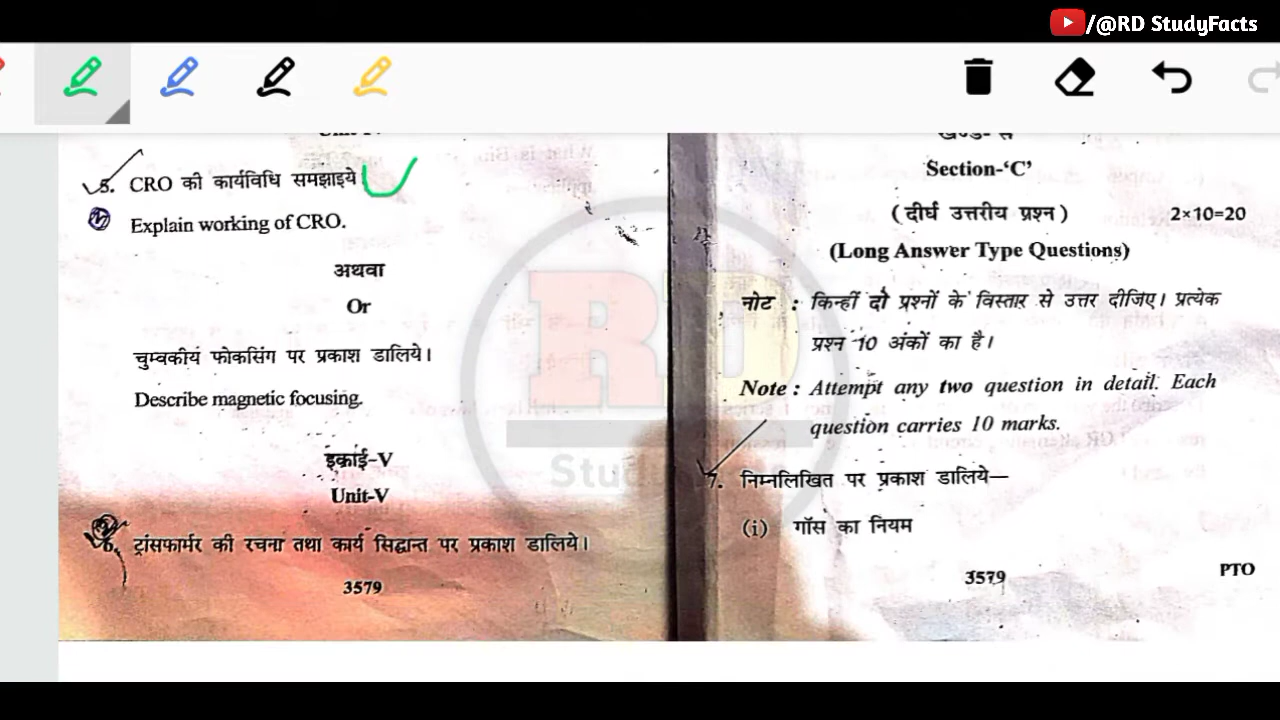 /@RD StudyFacts
5. CRO की कार्यविधि समझाइये।
Explain working of CRO.
अथवा
Or
चुम्वकीय फोकसिंग पर प्रकाश डालिये।
Describe magnetic focusing.
इकाई-V
Unit-V
6. ट्रांसफार्मर की रचना तथा कार्य सिद्वान्त पर प्रकाश डालिये।
3579
खण्ड-स
Section-‘C’
(दीर्घ उत्तरीय प्रश्न) 2×10=20
(Long Answer Type Questions)
नोट : किन्हीं दो प्रश्नों के विस्तार से उत्तर दीजिए। प्रत्येक
प्रश्न 10 अंकों का है।
Note : Attempt any two question in detail. Each
question carries 10 marks.
7. निम्नलिखित पर प्रकाश डालिये—
(i) गॉस का नियम
3579
PTO
RD